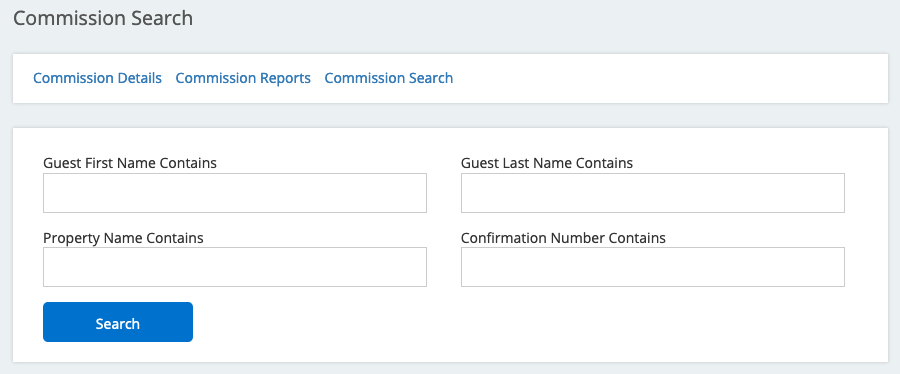 Commission Search
Commission Details Commission Reports Commission Search
Guest First Name Contains Guest Last Name Contains
Property Name Contains Confirmation Number Contains
Search